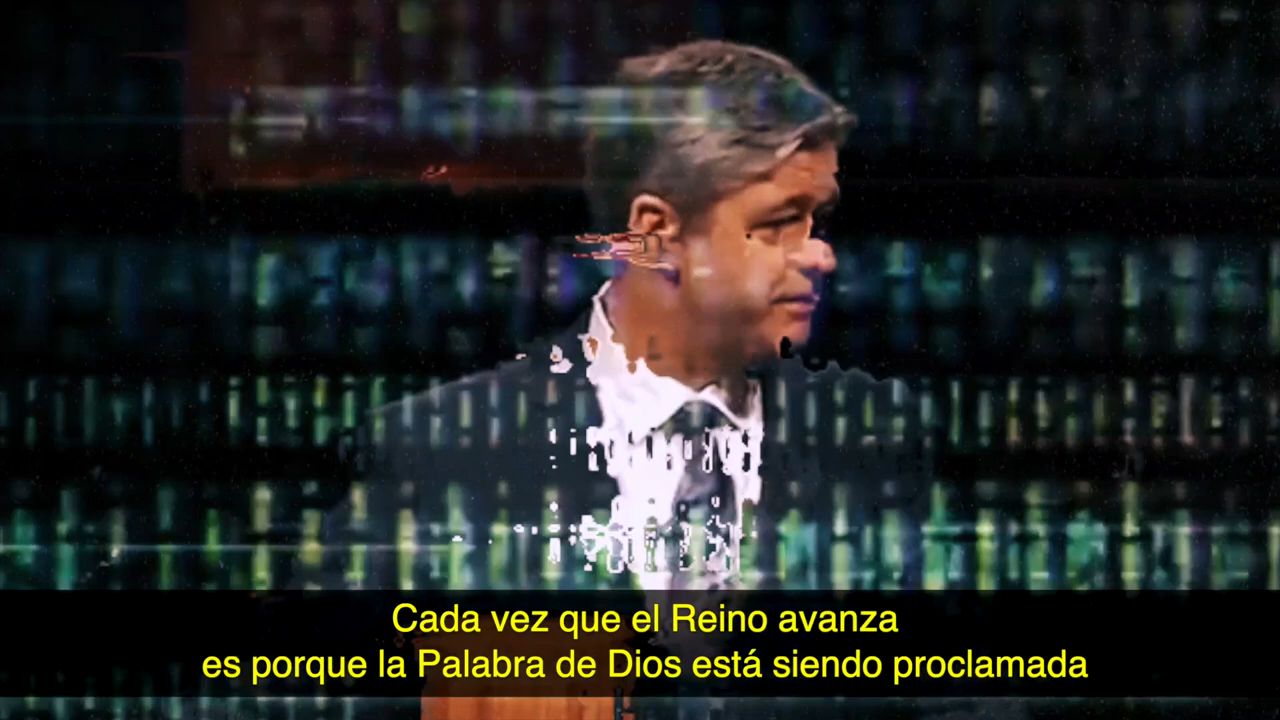 Cada vez que el Reino avanza
es porque la Palabra de Dios está siendo proclamada